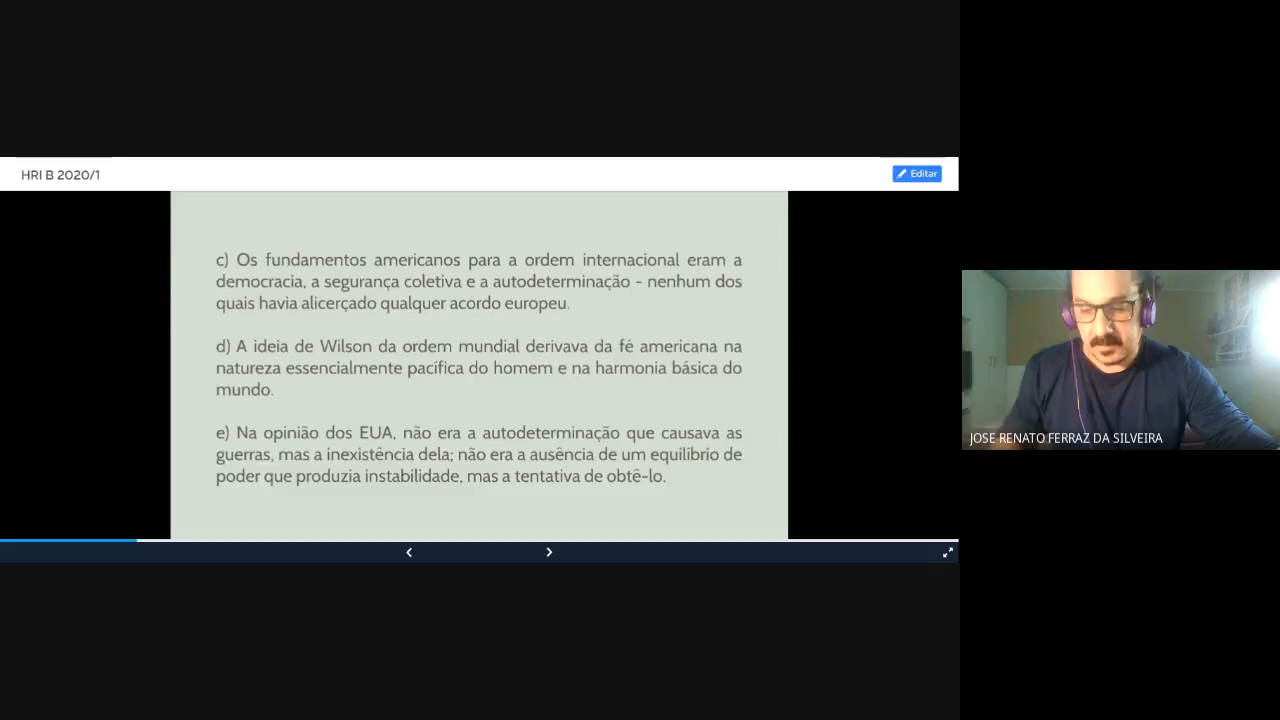 HRI B 2020/1
Editar
c) Os fundamentos americanos para a ordem internacional eram a
democracia, a segurança coletiva e a autodeterminação - nenhum dos
quais havia alicerçado qualquer acordo europeu.
d) A ideia de Wilson da ordem mundial derivava da fé americana na
natureza essencialmente pacífica do homem e na harmonia básica do
mundo.
e) Na opinião dos EUA, não era a autodeterminação que causava as
guerras, mas a inexistência dela; não era a ausência de um equilíbrio de
poder que produzia instabilidade, mas a tentativa de obtê-lo.
JOSE RENATO FERRAZ DA SILVEIRA